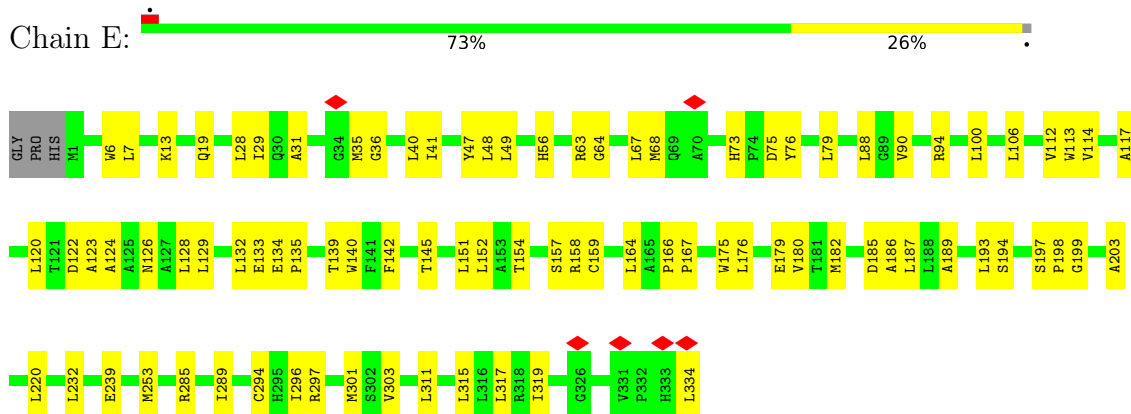 Chain E:
73% 26%
GLY PRO HIS M1 W6 L7 K13 Q19 L28 I29 Q30 A31 G34 M35 G36 L40 I41 Y47 L48 L49 H56 R63 G64 L67 M68 Q69 A70 H73 P74 D75 Y76 L79 L88 G89 V90 R94 L100 L106 V112 W113 V114 A117
L120 T121 D122 A123 A124 A125 N126 A127 L128 L129 L132 E133 E134 P135 T139 W140 F141 F142 T145 L151 L152 A153 T154 S157 R158 C159 L164 A165 P166 P167 W175 L176 E179 V180 T181 M182 D185 A186 L187 L188 A189 L193 S194 S197 P198 G199 A203
L220 L232 E239 M253 R285 I289 C294 H295 I296 R297 M301 S302 V303 L311 L315 L316 L317 R318 I319 G326 V331 P332 H333 L334